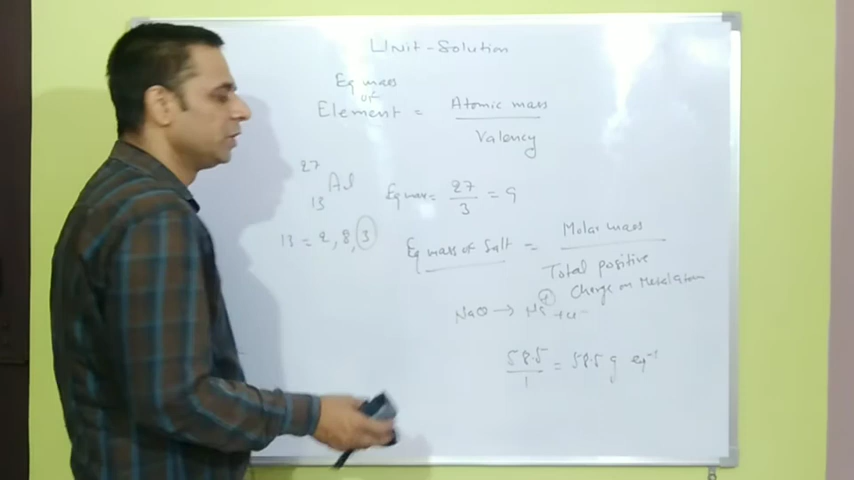 Unit-Solution
Eq mass
of
Element = Atomic mass
Valency
27
13 Al
Eq mass = 27/3 = 9
13 = 2, 8, 3
Eq mass of Salt = Molar mass
Total positive
Charge on Metal atom
NaCl → Na+ + Cl-
58.5/1 = 58.5 g eq-1